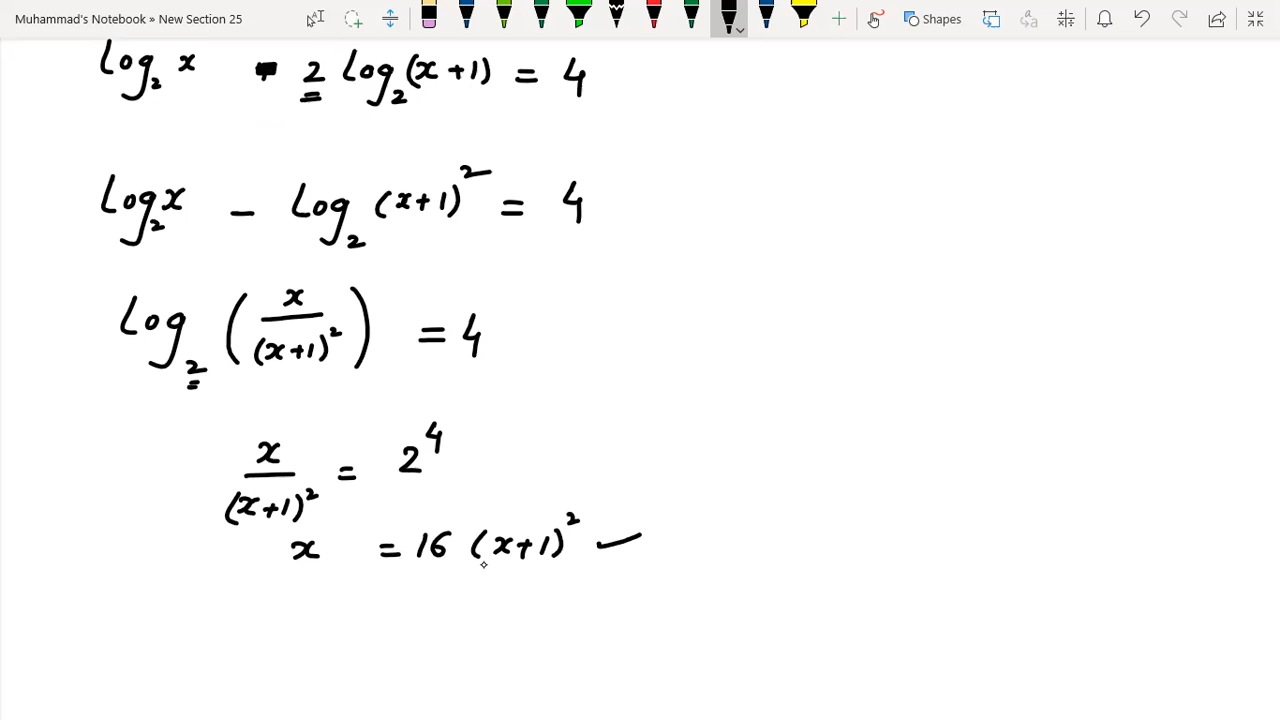 Muhammad's Notebook » New Section 25
Shapes
log₂ x - 2 log₂(x+1) = 4
log₂x - log₂ (x+1)² = 4
log₂ (x/(x+1)²) = 4
x/(x+1)² = 2⁴
x = 16 (x+1)²